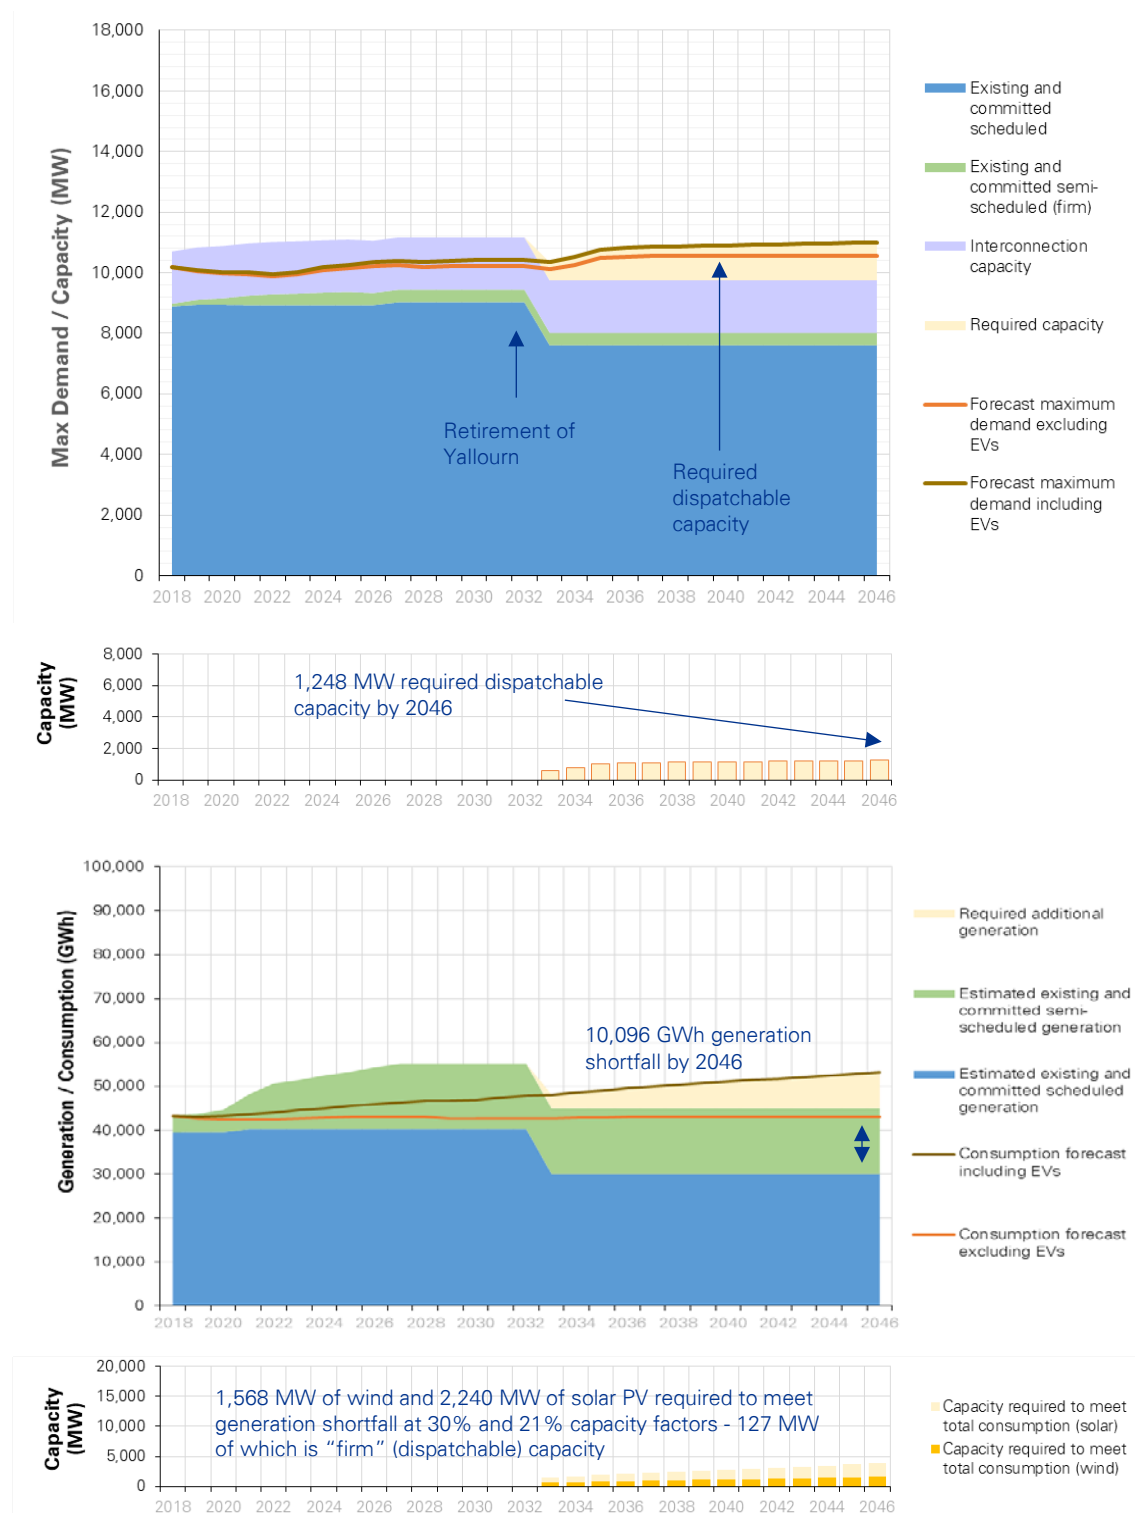 18,000
16,000
14,000
12,000
10,000
8,000
6,000
4,000
2,000
0
Max Demand / Capacity (MW)
2018 2020 2022 2024 2026 2028 2030 2032 2034 2036 2038 2040 2042 2044 2046
Retirement of
Yallourn
Required
dispatchable
capacity
Existing and
committed
scheduled
Existing and
committed semi-
scheduled (firm)
Interconnection
capacity
Required capacity
Forecast maximum
demand excluding
EVs
Forecast maximum
demand including
EVs
Capacity
(MW)
8,000
6,000
4,000
2,000
0
1,248 MW required dispatchable
capacity by 2046
2018 2020 2022 2024 2026 2028 2030 2032 2034 2036 2038 2040 2042 2044 2046
Generation / Consumption (GWh)
100,000
90,000
80,000
70,000
60,000
50,000
40,000
30,000
20,000
10,000
0
10,096 GWh generation
shortfall by 2046
2018 2020 2022 2024 2026 2028 2030 2032 2034 2036 2038 2040 2042 2044 2046
Required additional
generation
Estimated existing and
committed semi-
scheduled generation
Estimated existing and
committed scheduled
generation
Consumption forecast
including EVs
Consumption forecast
excluding EVs
Capacity
(MW)
20,000
15,000
10,000
5,000
0
1,568 MW of wind and 2,240 MW of solar PV required to meet
generation shortfall at 30% and 21% capacity factors - 127 MW
of which is “firm” (dispatchable) capacity
2018 2020 2022 2024 2026 2028 2030 2032 2034 2036 2038 2040 2042 2044 2046
Capacity required to meet
total consumption (solar)
Capacity required to meet
total consumption (wind)